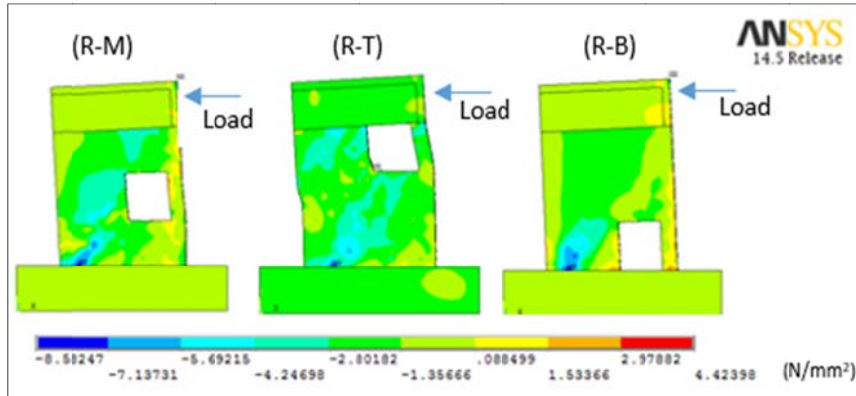 (R-M) (R-T) (R-B)
ANSYS
14.5 Release
Load
Load
Load
-8.58247 -5.69215 -2.80182 .088499 2.97882
-7.13731 -4.24698 -1.35666 1.53366 4.42398
(N/mm²)